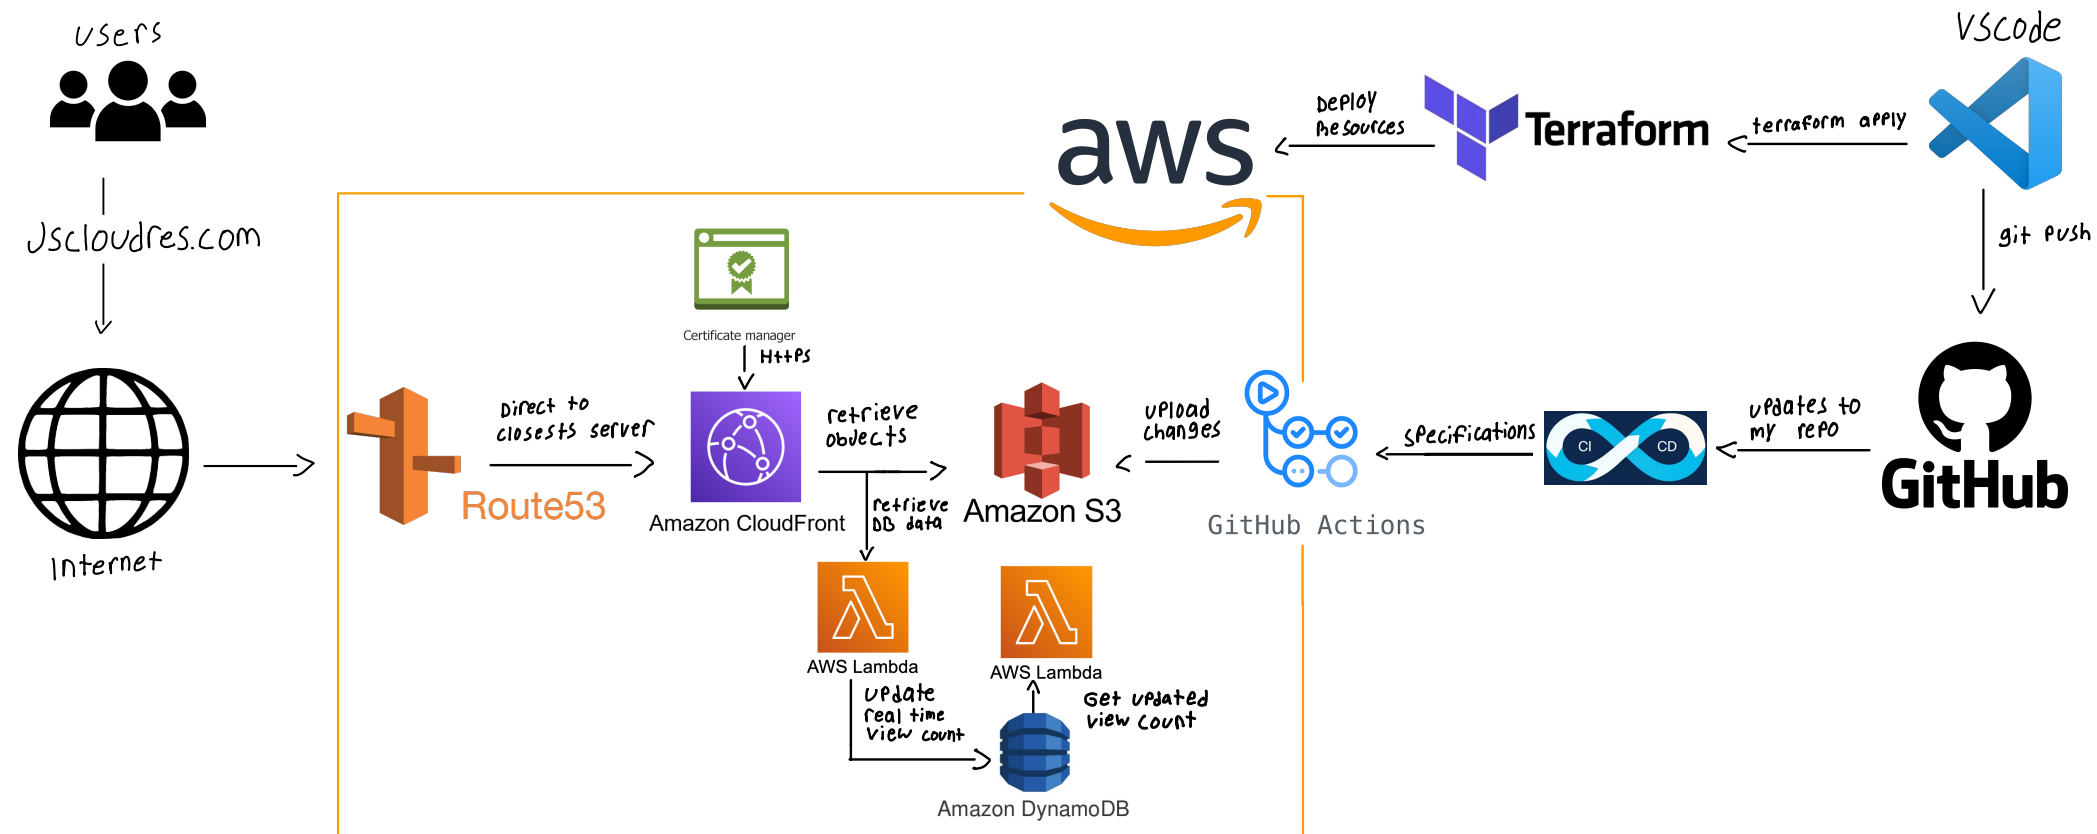 users
Jscloudres.com
Internet
Route53
Direct to
closests server
Certificate manager
HttPs
Amazon CloudFront
retrieve
objects
retrieve
DB data
Amazon S3
AWS Lambda
update
real time
view count
AWS Lambda
Get updated
view count
Amazon DynamoDB
aws
Deploy
resources
Terraform
terraform apply
VScode
git push
GitHub
updates to
my repo
CI
CD
specifications
GitHub Actions
upload
changes